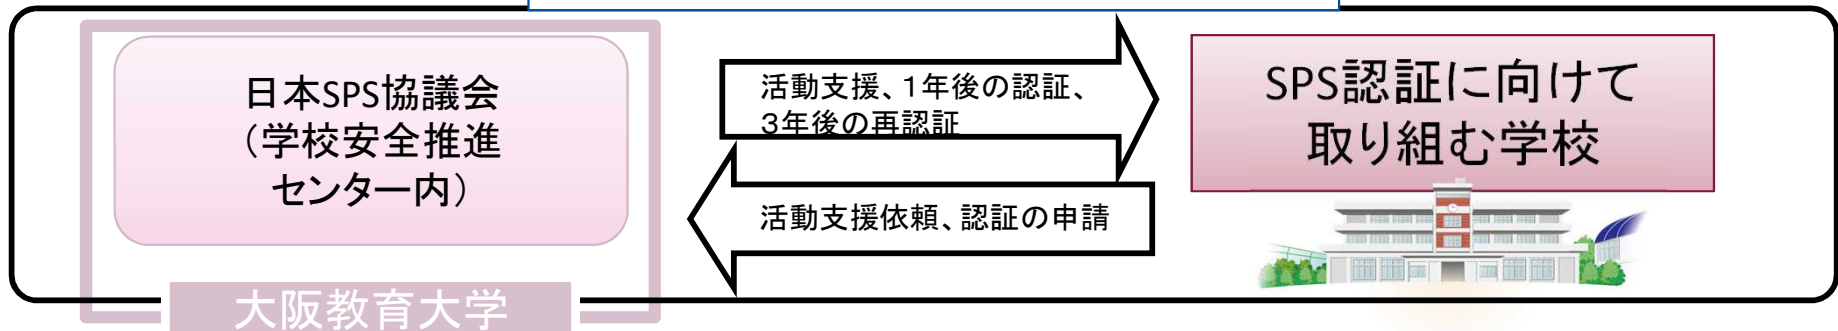 日本SPS協議会
（学校安全推進
センター内）
大阪教育大学
活動支援、１年後の認証、
３年後の再認証
活動支援依頼、認証の申請
SPS認証に向けて
取り組む学校